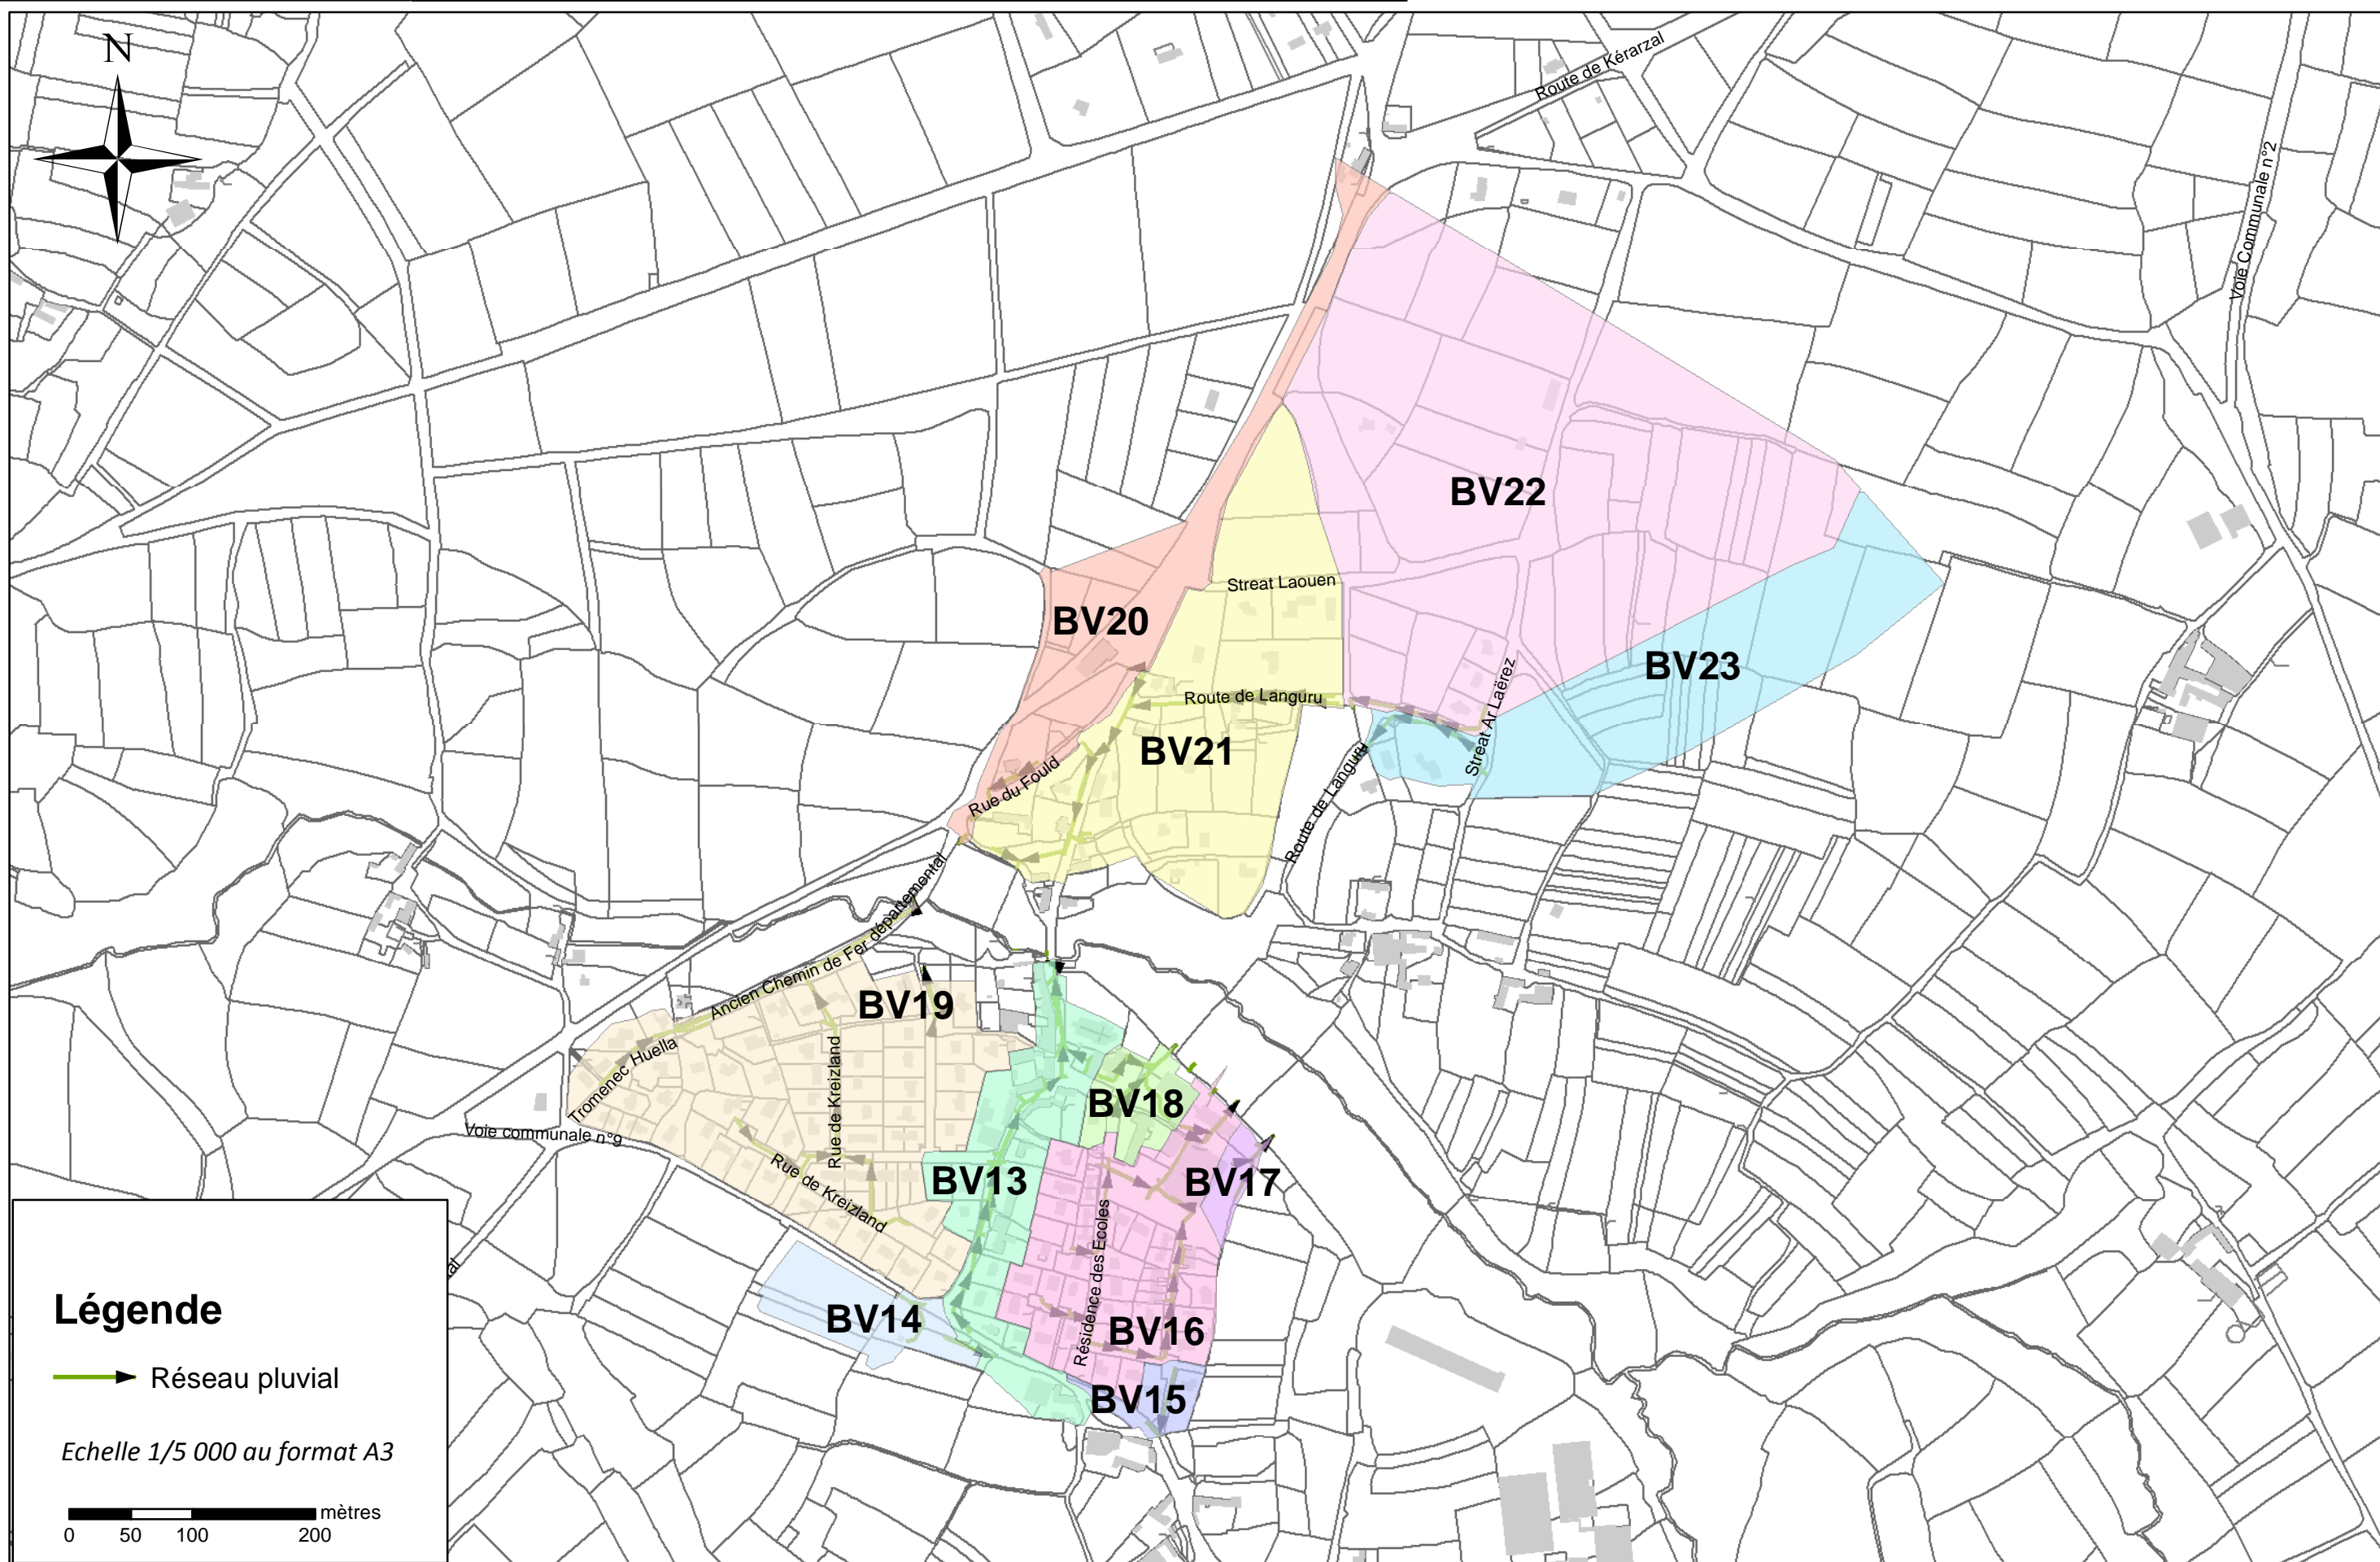 N
Route de Kérarzal
Voie Communale n°2
BV22
Streat Laouen
BV20
BV23
Route de Languru
Streat Ar Laërez
BV21
Rue du Fould
Route de Languru
Ancien Chemin de Fer départemental
BV19
Tromenec Huella
Rue de Kreizland
BV18
Voie communale n°9
Rue de Kreizland
BV13
BV17
Résidence des Ecoles
BV14
BV16
BV15
Légende
Réseau pluvial
Echelle 1/5 000 au format A3
mètres
0 50 100 200